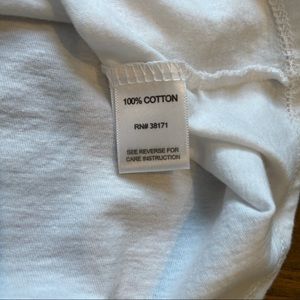 100% COTTON
RN# 38171
SEE REVERSE FOR
CARE INSTRUCTION